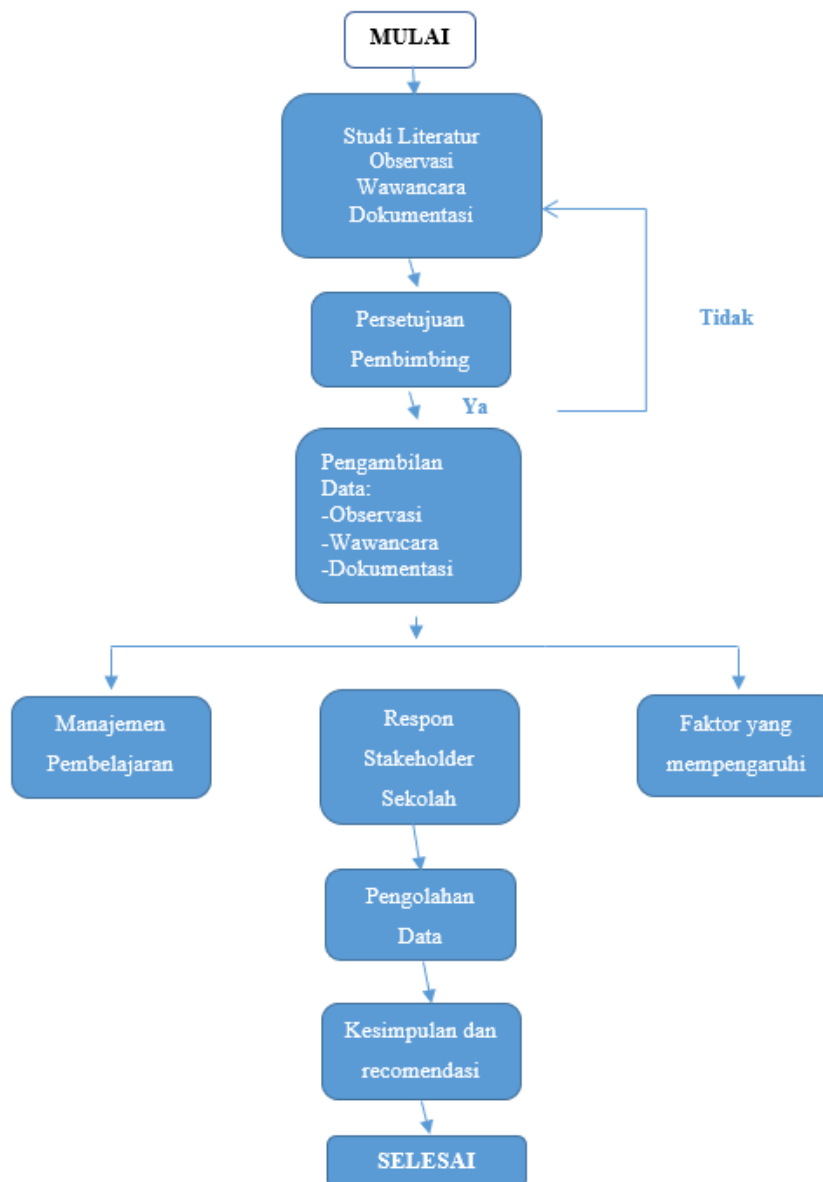 MULAI
Studi Literatur
Observasi
Wawancara
Dokumentasi
Persetujuan
Pembimbing
Tidak
Ya
Pengambilan
Data:
-Observasi
-Wawancara
-Dokumentasi
Manajemen
Pembelajaran
Respon
Stakeholder
Sekolah
Faktor yang
mempengaruhi
Pengolahan
Data
Kesimpulan dan
recomendasi
SELESAI